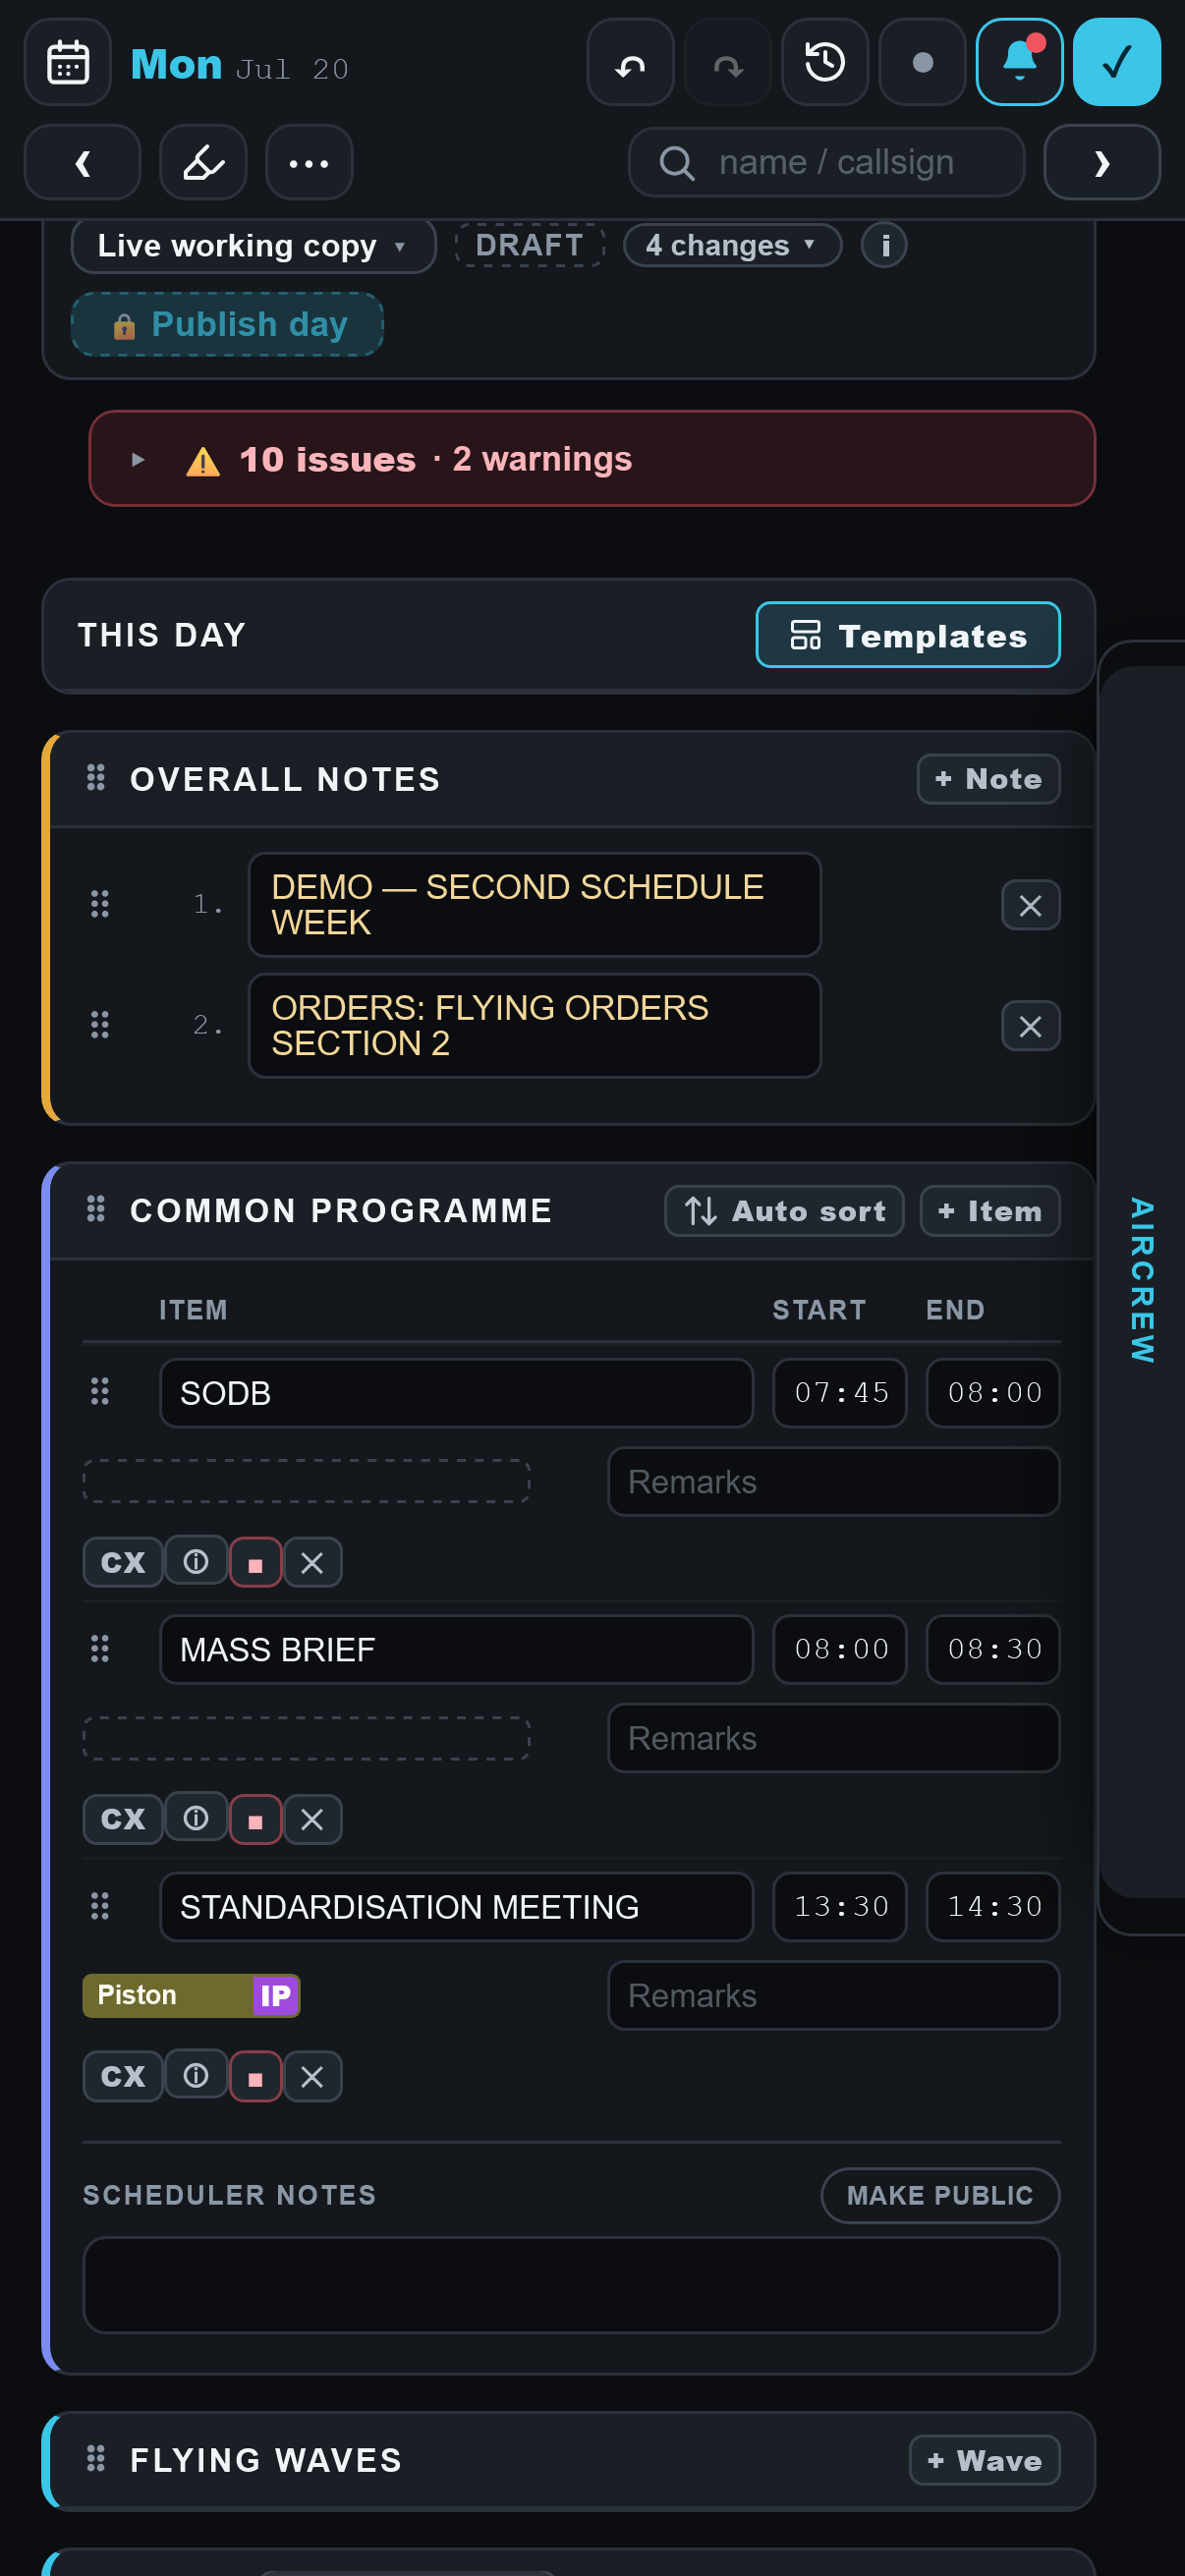 Mon Jul 20
name / callsign
Live working copy DRAFT 4 changes i
Publish day
10 issues · 2 warnings
THIS DAY Templates
OVERALL NOTES + Note
1. DEMO — SECOND SCHEDULE
WEEK
2. ORDERS: FLYING ORDERS
SECTION 2
COMMON PROGRAMME Auto sort + Item
ITEM START END
SODB 07:45 08:00
Remarks
CX
MASS BRIEF 08:00 08:30
Remarks
CX
STANDARDISATION MEETING 13:30 14:30
Piston IP Remarks
CX
SCHEDULER NOTES MAKE PUBLIC
FLYING WAVES + Wave
AIRCREW